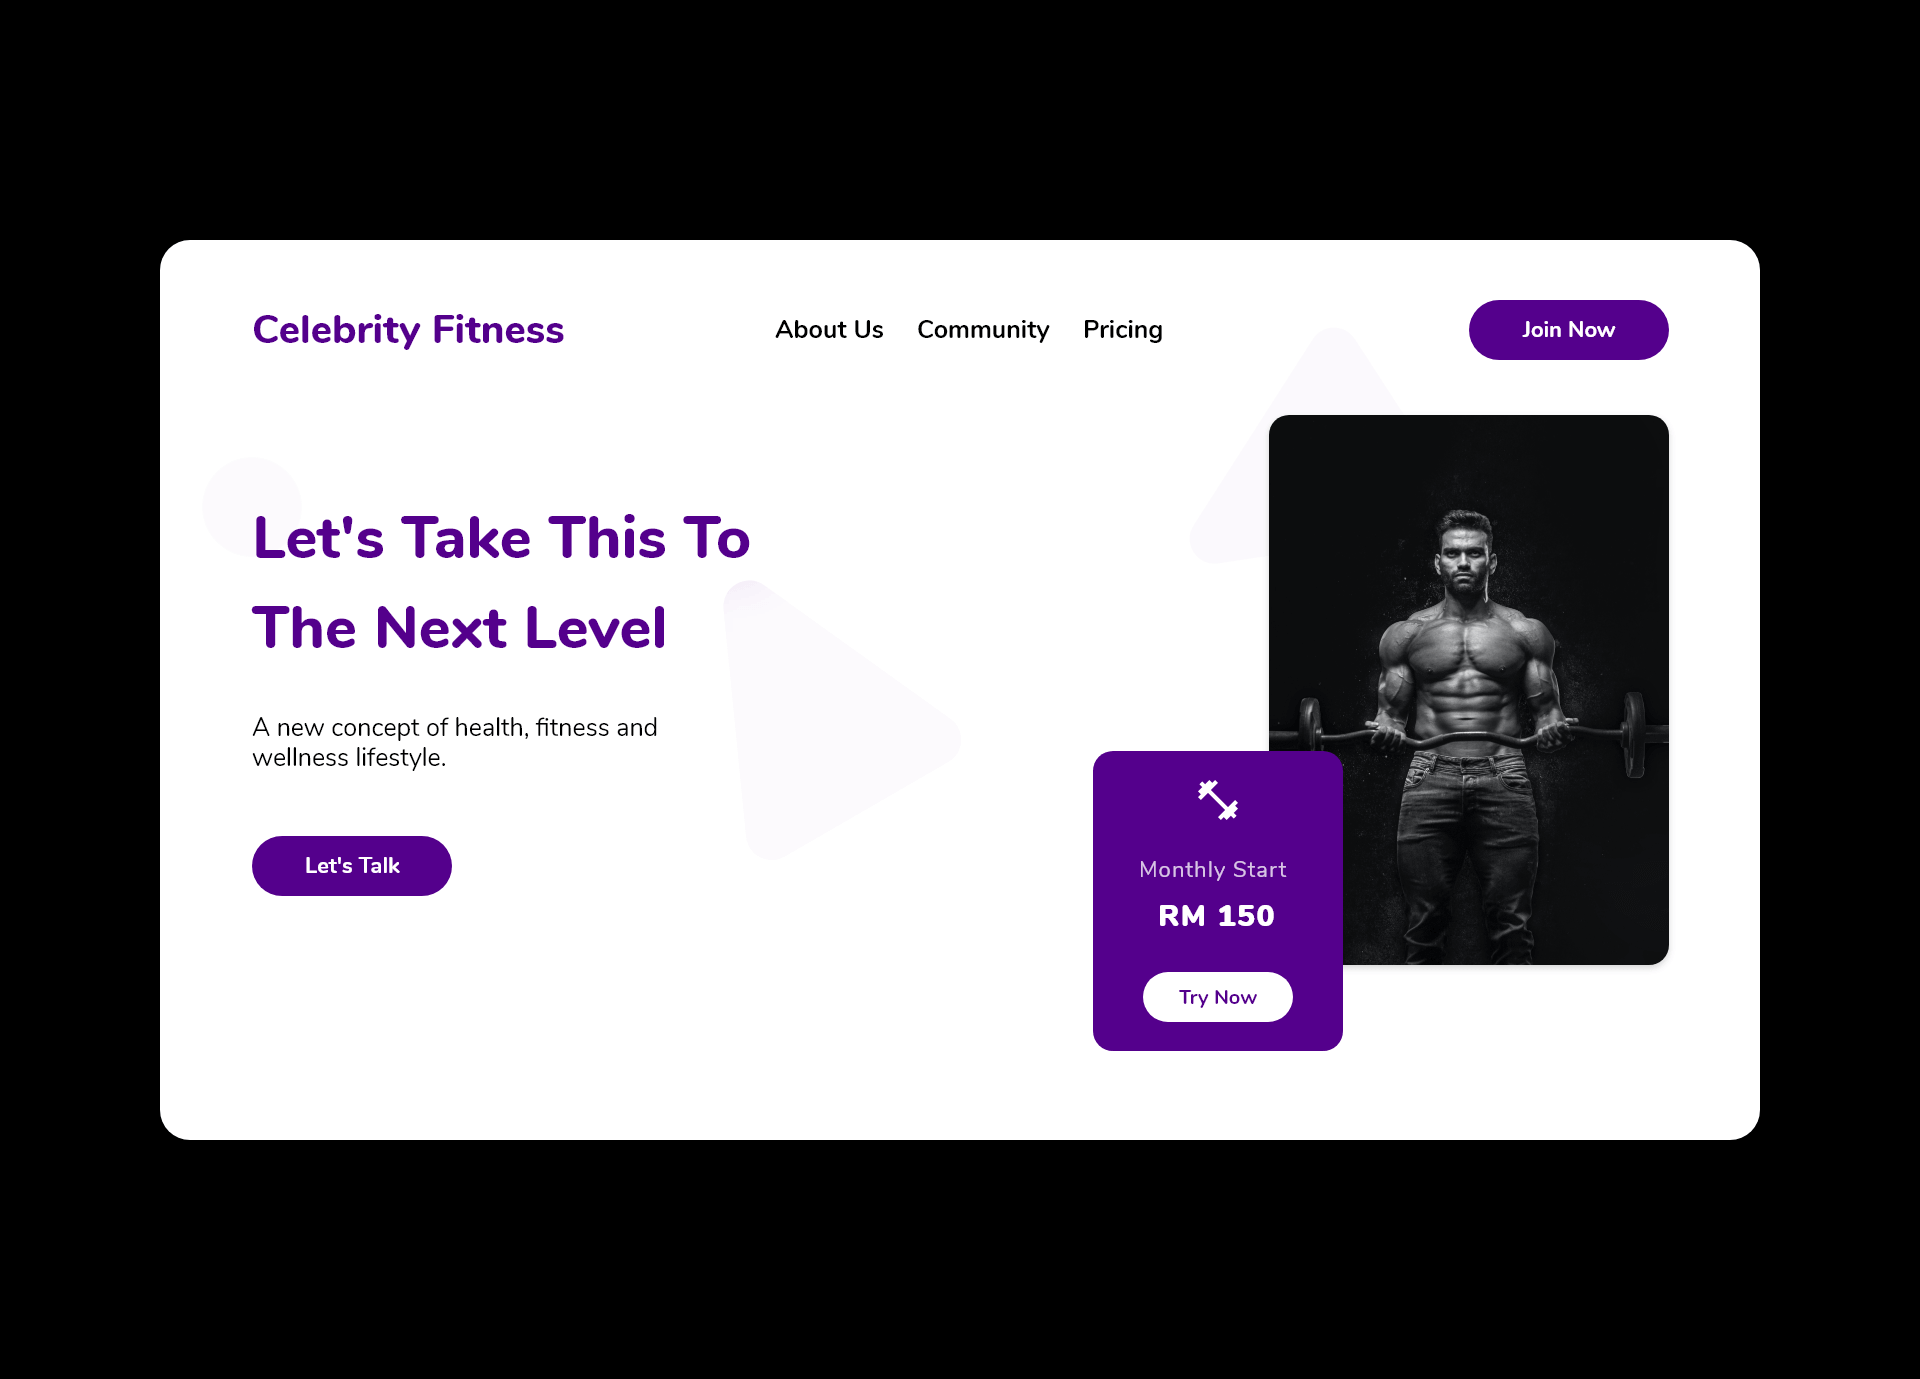 Celebrity Fitness
About Us Community Pricing
Join Now
Let's Take This To
The Next Level
A new concept of health, fitness and
wellness lifestyle.
Let's Talk
Monthly Start
RM 150
Try Now